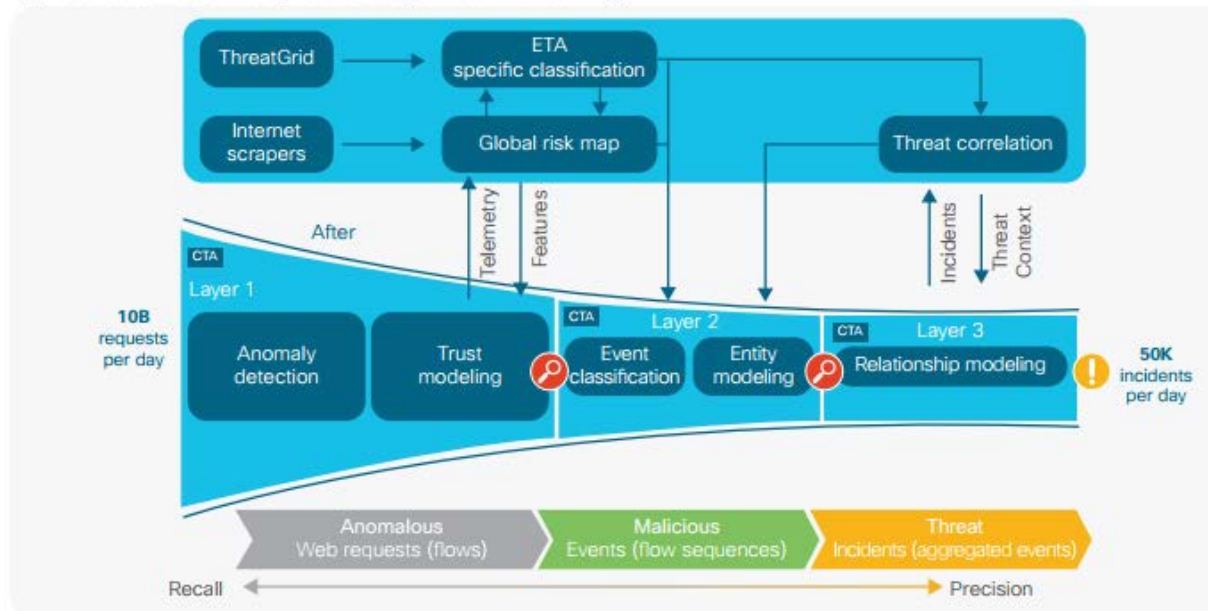 ThreatGrid
ETA
specific classification
Internet
scrapers
Global risk map
Threat correlation
After
Telemetry
Features
Incidents
Threat
Context
CTA
Layer 1
10B
requests
per day
Anomaly
detection
Trust
modeling
CTA
Layer 2
Event
classification
Entity
modeling
CTA
Layer 3
Relationship modeling
50K
incidents
per day
Anomalous
Web requests (flows)
Malicious
Events (flow sequences)
Threat
Incidents (aggregated events)
Recall
Precision